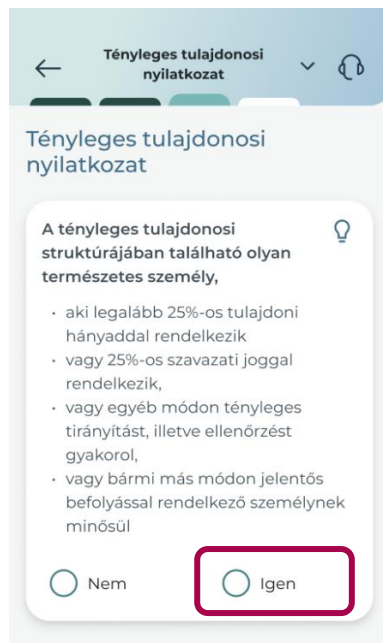 Tényleges tulajdonosi
nyilatkozat
Tényleges tulajdonosi
nyilatkozat
A tényleges tulajdonosi
struktúrájában található olyan
természetes személy,
• aki legalább 25%-os tulajdoni
hányaddal rendelkezik
• vagy 25%-os szavazati joggal
rendelkezik,
• vagy egyéb módon tényleges
tirányítást, illetve ellenőrzést
gyakorol,
• vagy bármi más módon jelentős
befolyással rendelkező személynek
minősül
Nem Igen